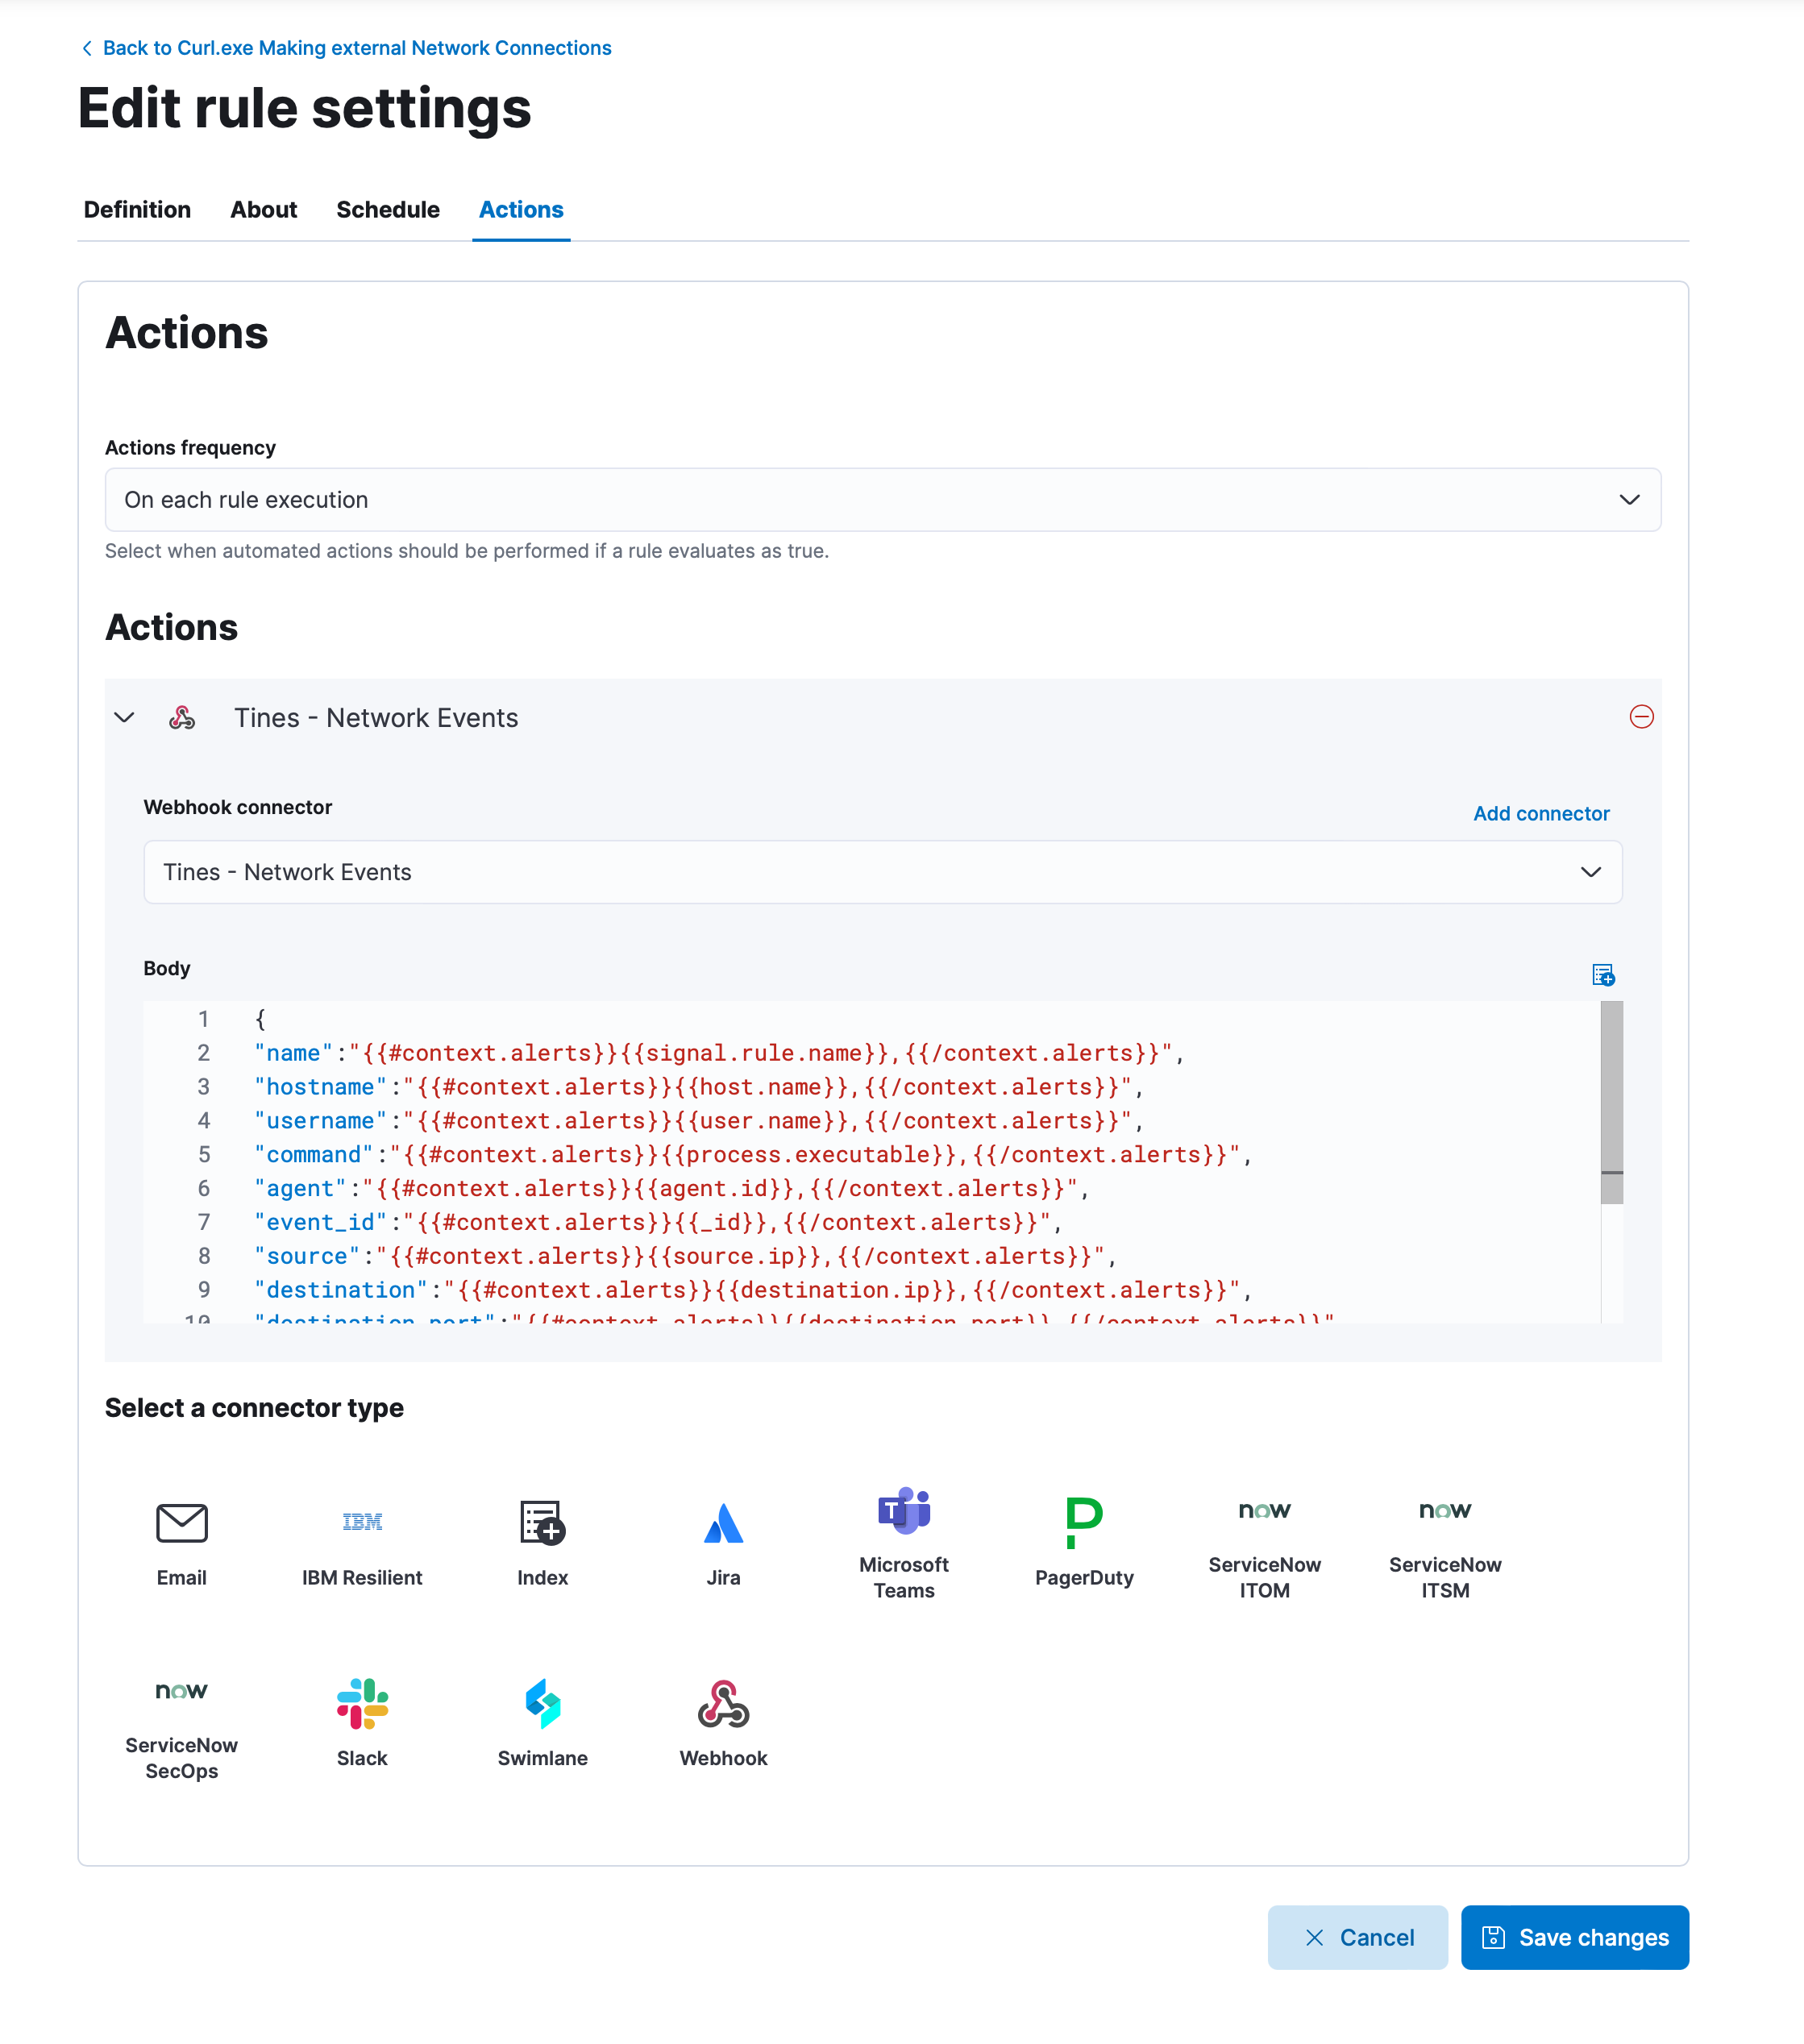 Back to Curl.exe Making external Network Connections
Edit rule settings
Definition About Schedule Actions
Actions
Actions frequency
On each rule execution
Select when automated actions should be performed if a rule evaluates as true.
Actions
Tines - Network Events
Webhook connector
Add connector
Tines - Network Events
Body
1 {
2 "name":"{{#context.alerts}}{{signal.rule.name}},{{/context.alerts}}",
3 "hostname":"{{#context.alerts}}{{host.name}},{{/context.alerts}}",
4 "username":"{{#context.alerts}}{{user.name}},{{/context.alerts}}",
5 "command":"{{#context.alerts}}{{process.executable}},{{/context.alerts}}",
6 "agent":"{{#context.alerts}}{{agent.id}},{{/context.alerts}}",
7 "event_id":"{{#context.alerts}}{{_id}},{{/context.alerts}}",
8 "source":"{{#context.alerts}}{{source.ip}},{{/context.alerts}}",
9 "destination":"{{#context.alerts}}{{destination.ip}},{{/context.alerts}}",
Select a connector type
IBM
T
P
now
now
Email
IBM Resilient
Index
Jira
Microsoft
Teams
PagerDuty
ServiceNow
ITOM
ServiceNow
ITSM
now
ServiceNow
SecOps
Slack
Swimlane
Webhook
Cancel
Save changes